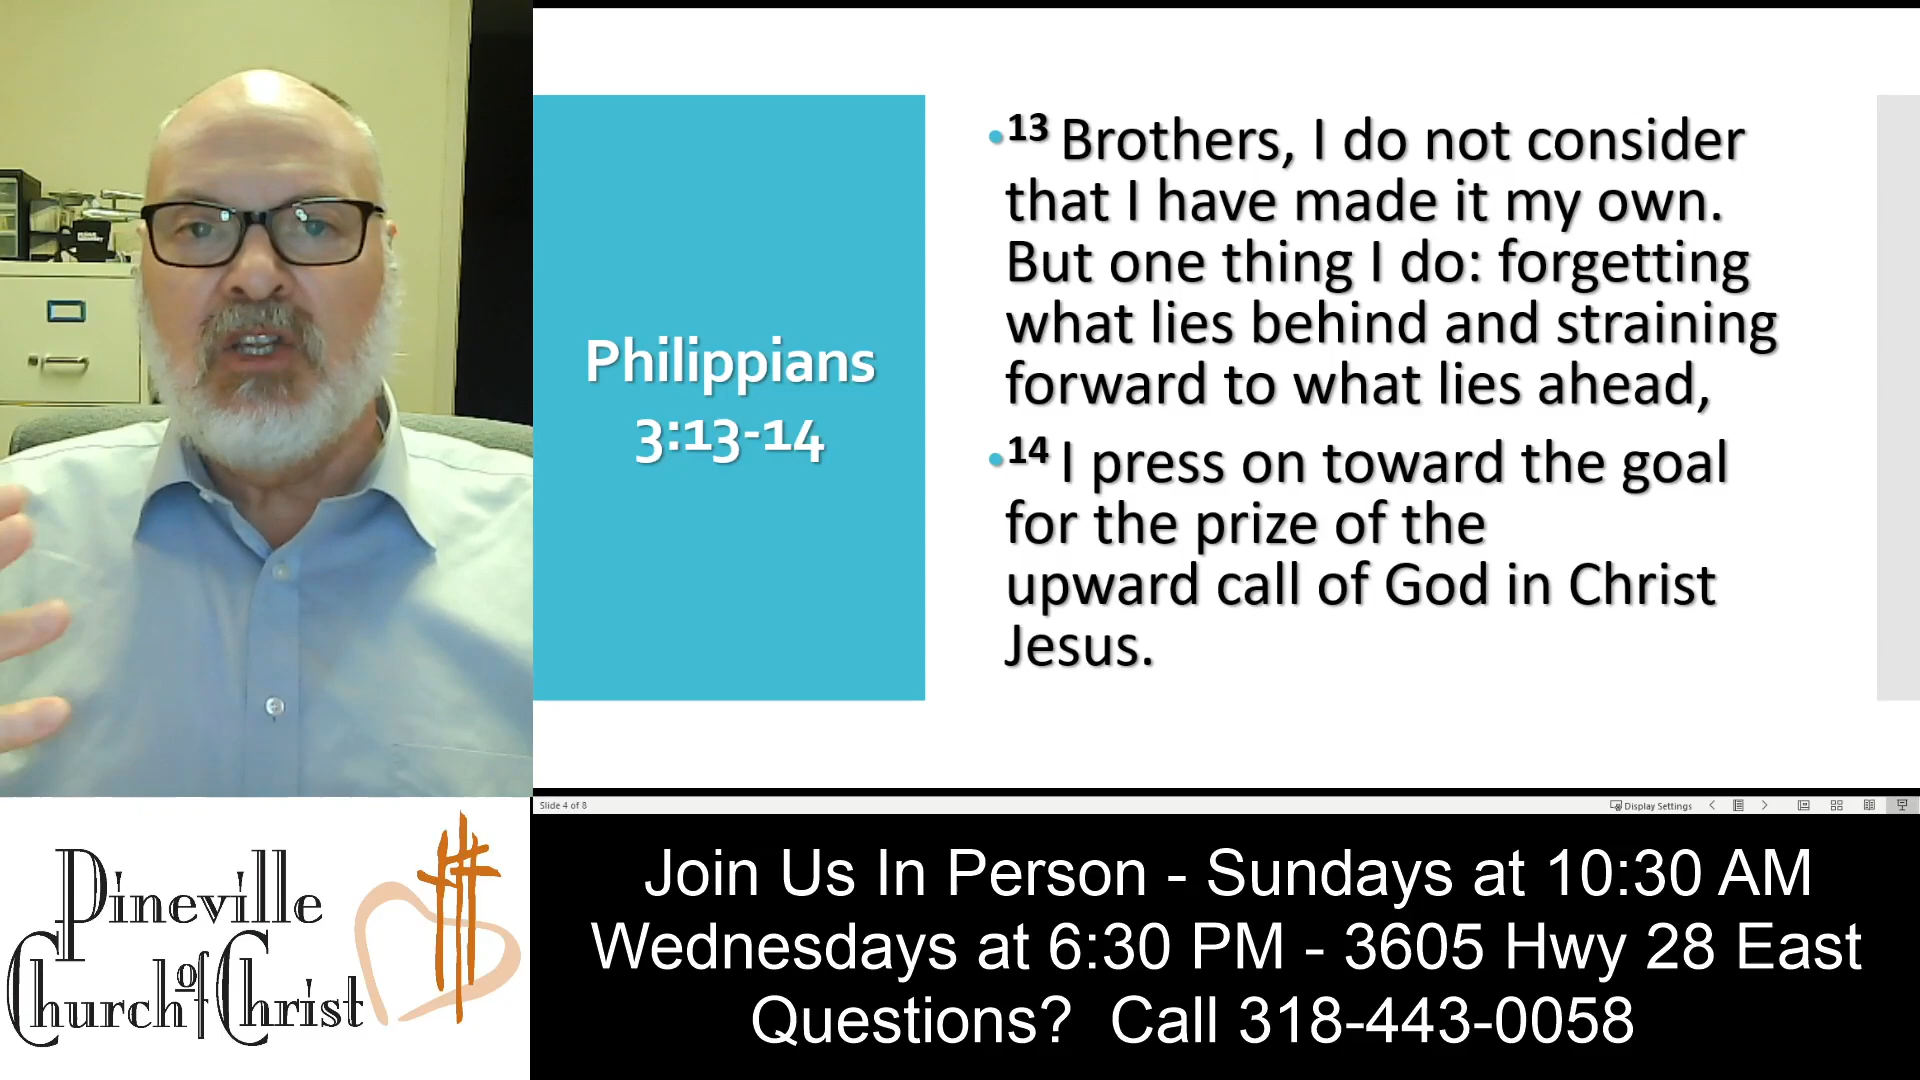 Philippians
3:13-14
•13 Brothers, I do not consider
that I have made it my own.
But one thing I do: forgetting
what lies behind and straining
forward to what lies ahead,
•14 I press on toward the goal
for the prize of the
upward call of God in Christ
Jesus.
Slide 4 of 8
Display Settings
Pineville
Church of Christ
Join Us In Person - Sundays at 10:30 AM
Wednesdays at 6:30 PM - 3605 Hwy 28 East
Questions? Call 318-443-0058